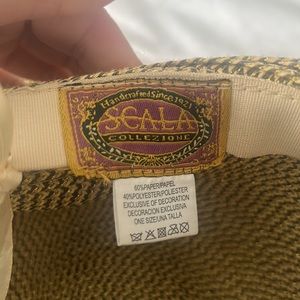 Handcrafted Since 1921
SCALA
COLLEZIONE
60%PAPER/PAPEL
40%POLYESTER/POLIESTER
EXCLUSIVE OF DECORATION
DECORACION EXCLUSIVO
ONE SIZE/UNA TALLA